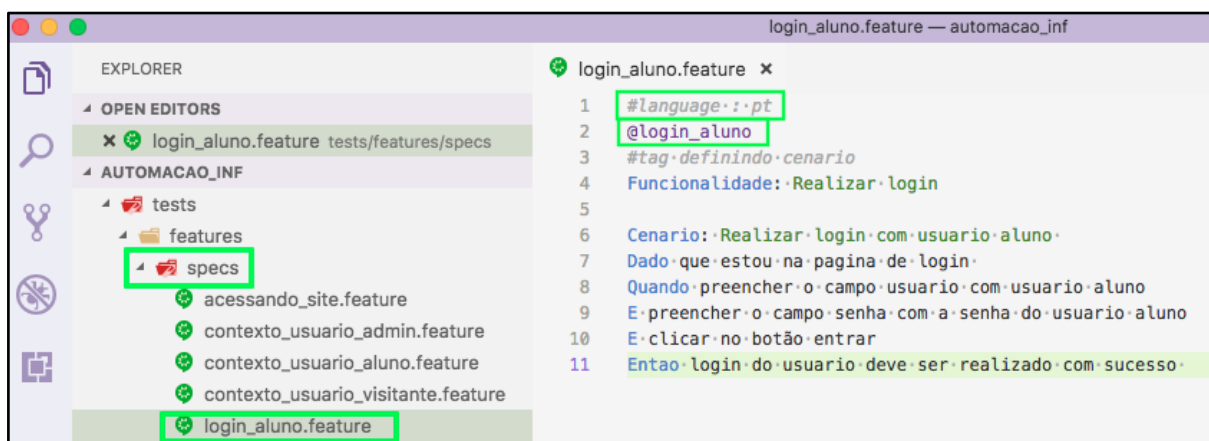 login_aluno.feature — automacao_inf
EXPLORER
OPEN EDITORS
login_aluno.feature tests/features/specs
AUTOMACAO_INF
tests
features
specs
acessando_site.feature
contexto_usuario_admin.feature
contexto_usuario_aluno.feature
contexto_usuario_visitante.feature
login_aluno.feature
login_aluno.feature ×
1 #language·:·pt
2 @login_aluno
3 #tag·definindo·cenario
4 Funcionalidade:·Realizar·login
5
6 Cenario:·Realizar·login·com·usuario·aluno·
7 Dado·que·estou·na·pagina·de·login·
8 Quando·preencher·o·campo·usuario·com·usuario·aluno
9 E·preencher·o·campo·senha·com·a·senha·do·usuario·aluno
10 E·clicar·no·botão·entrar
11 Entao·login·do·usuario·deve·ser·realizado·com·sucesso·